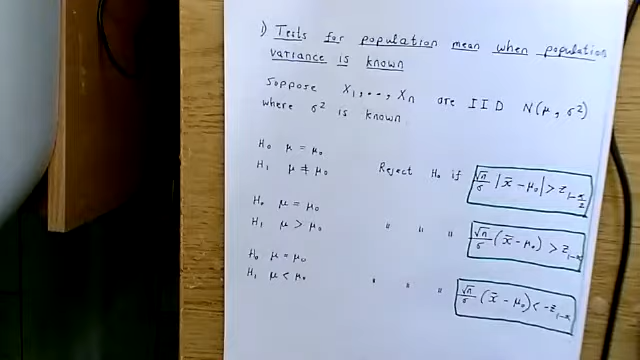 1) Tests for population mean when population
variance is known
Suppose X₁,..,Xₙ are IID N(μ, σ²)
where σ² is known
H₀ μ = μ₀
H₁ μ ≠ μ₀ Reject H₀ if √n/σ |x̄ - μ₀| > z₁₋α/₂
H₀ μ = μ₀
H₁ μ > μ₀ " " " √n/σ (x̄ - μ₀) > z₁₋α
H₀ μ = μ₀
H₁ μ < μ₀ " " " √n/σ (x̄ - μ₀) < -z₁₋α